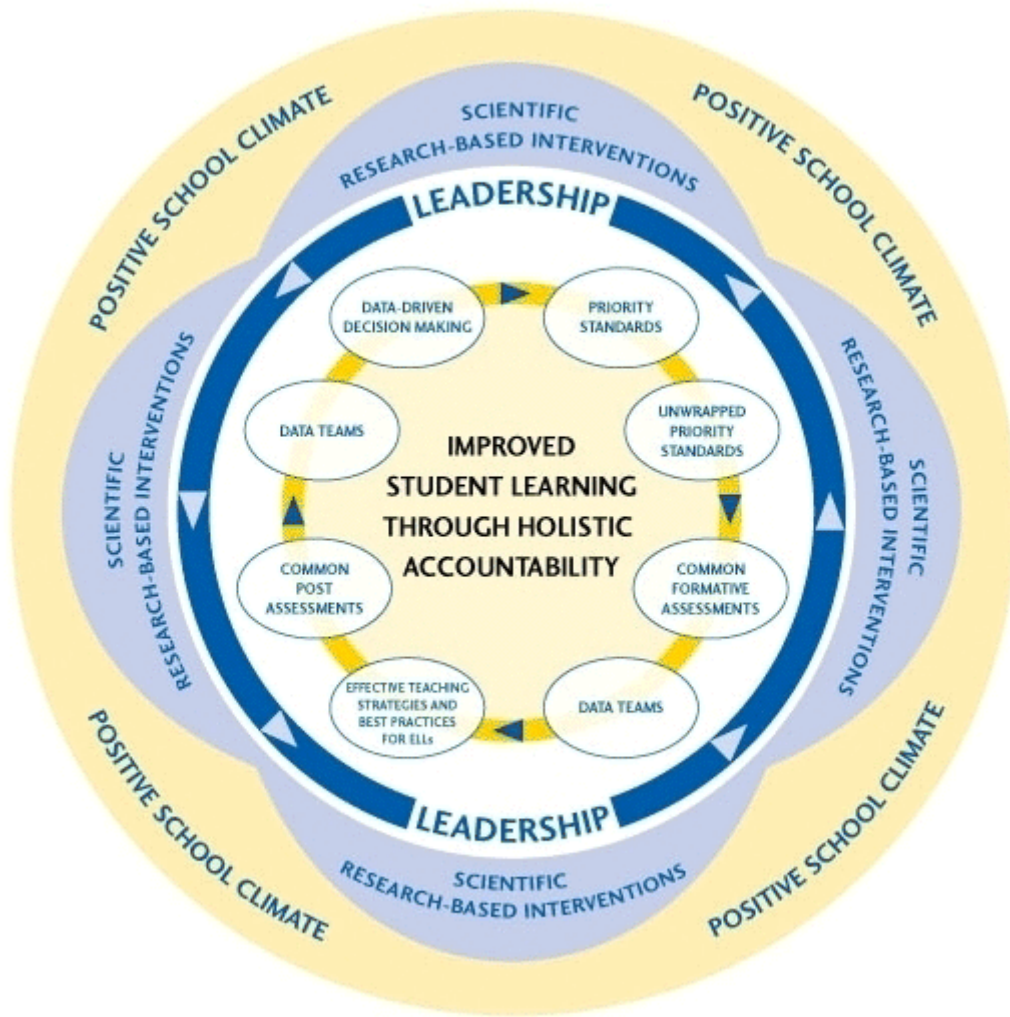 POSITIVE SCHOOL CLIMATE
POSITIVE SCHOOL CLIMATE
SCIENTIFIC
RESEARCH-BASED INTERVENTIONS
LEADERSHIP
DATA-DRIVEN
DECISION MAKING
PRIORITY
STANDARDS
UNWRAPPED
PRIORITY
STANDARDS
COMMON
FORMATIVE
ASSESSMENTS
DATA TEAMS
EFFECTIVE TEACHING
STRATEGIES AND
BEST PRACTICES
FOR ELLs
COMMON
POST
ASSESSMENTS
DATA TEAMS
IMPROVED
STUDENT LEARNING
THROUGH HOLISTIC
ACCOUNTABILITY
SCIENTIFIC
RESEARCH-BASED INTERVENTIONS
SCIENTIFIC
RESEARCH-BASED INTERVENTIONS
LEADERSHIP
SCIENTIFIC
RESEARCH-BASED INTERVENTIONS
POSITIVE SCHOOL CLIMATE
POSITIVE SCHOOL CLIMATE